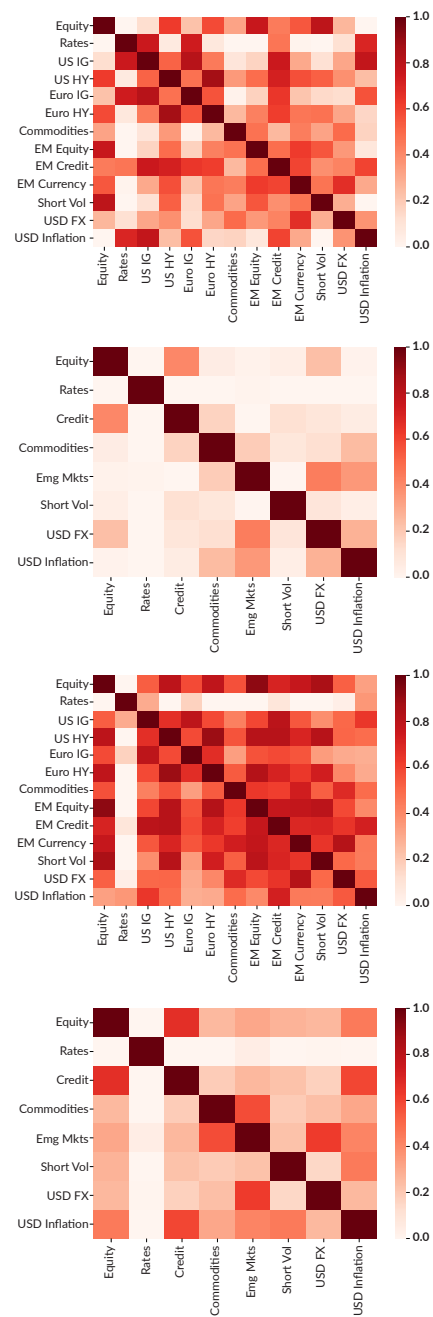 Equity
Rates
US IG
US HY
Euro IG
Euro HY
Commodities
EM Equity
EM Credit
EM Currency
Short Vol
USD FX
USD Inflation
Equity
Rates
US IG
US HY
Euro IG
Euro HY
Commodities
EM Equity
EM Credit
EM Currency
Short Vol
USD FX
USD Inflation
1.0
0.8
0.6
0.4
0.2
0.0
Equity
Rates
Credit
Commodities
Emg Mkts
Short Vol
USD FX
USD Inflation
Equity
Rates
Credit
Commodities
Emg Mkts
Short Vol
USD FX
USD Inflation
1.0
0.8
0.6
0.4
0.2
0.0
Equity
Rates
US IG
US HY
Euro IG
Euro HY
Commodities
EM Equity
EM Credit
EM Currency
Short Vol
USD FX
USD Inflation
Equity
Rates
US IG
US HY
Euro IG
Euro HY
Commodities
EM Equity
EM Credit
EM Currency
Short Vol
USD FX
USD Inflation
1.0
0.8
0.6
0.4
0.2
0.0
Equity
Rates
Credit
Commodities
Emg Mkts
Short Vol
USD FX
USD Inflation
Equity
Rates
Credit
Commodities
Emg Mkts
Short Vol
USD FX
USD Inflation
1.0
0.8
0.6
0.4
0.2
0.0